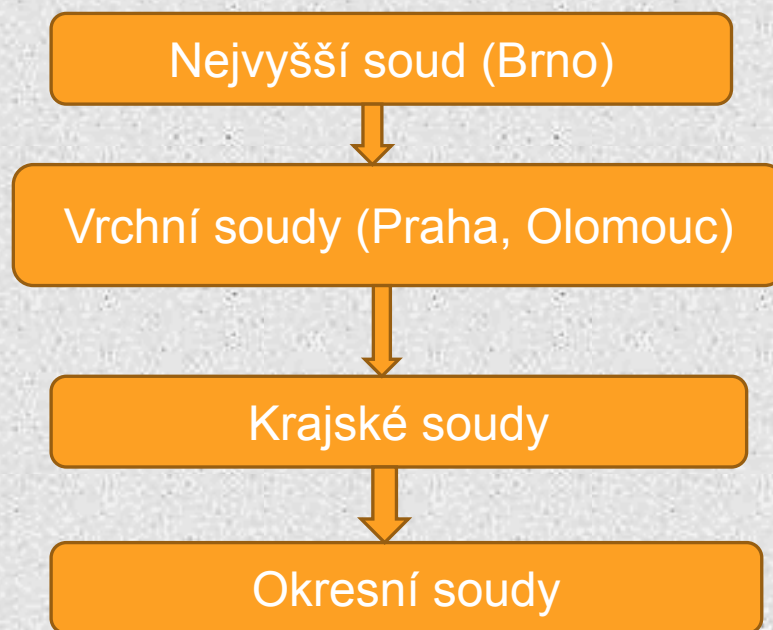 Nejvyšší soud (Brno)
Vrchní soudy (Praha, Olomouc)
Krajské soudy
Okresní soudy